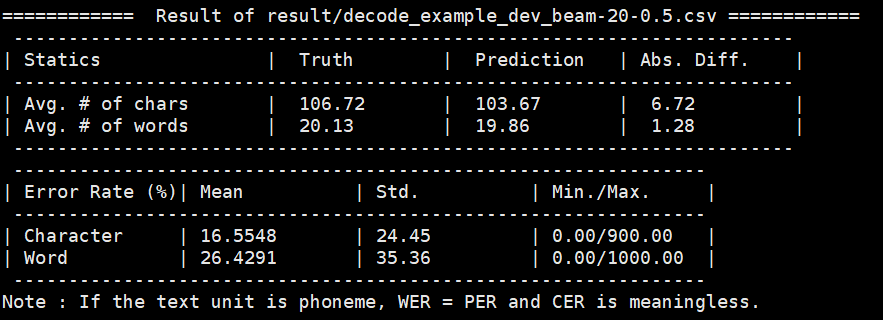 ============  Result of result/decode_example_dev_beam-20-0.5.csv ============
 -----------------------------------------------------------------------
| Statics               |  Truth         |  Prediction   | Abs. Diff.    |
 -----------------------------------------------------------------------
| Avg. # of chars       |  106.72        |  103.67       |  6.72         |
| Avg. # of words       |  20.13         |  19.86        |  1.28         |
 -----------------------------------------------------------------------
 ---------------------------------------------------------------
| Error Rate (%)| Mean          | Std.          | Min./Max.     |
 ---------------------------------------------------------------
| Character     | 16.5548       | 24.45         | 0.00/900.00   |
| Word          | 26.4291       | 35.36         | 0.00/1000.00  |
 ---------------------------------------------------------------
Note : If the text unit is phoneme, WER = PER and CER is meaningless.